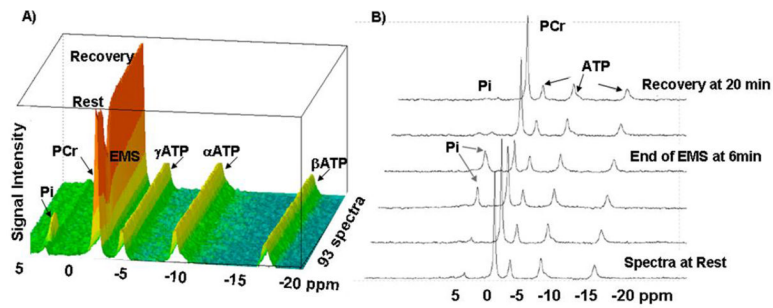 A)
Recovery
Rest
PCr
EMS
γATP
αATP
βATP
Pi
Signal Intensity
93 spectra
5 0 -5 -10 -15 -20 ppm
B)
PCr
ATP
Pi
Recovery at 20 min
Pi
End of EMS at 6min
Spectra at Rest
5 0 -5 -10 -15 -20 ppm